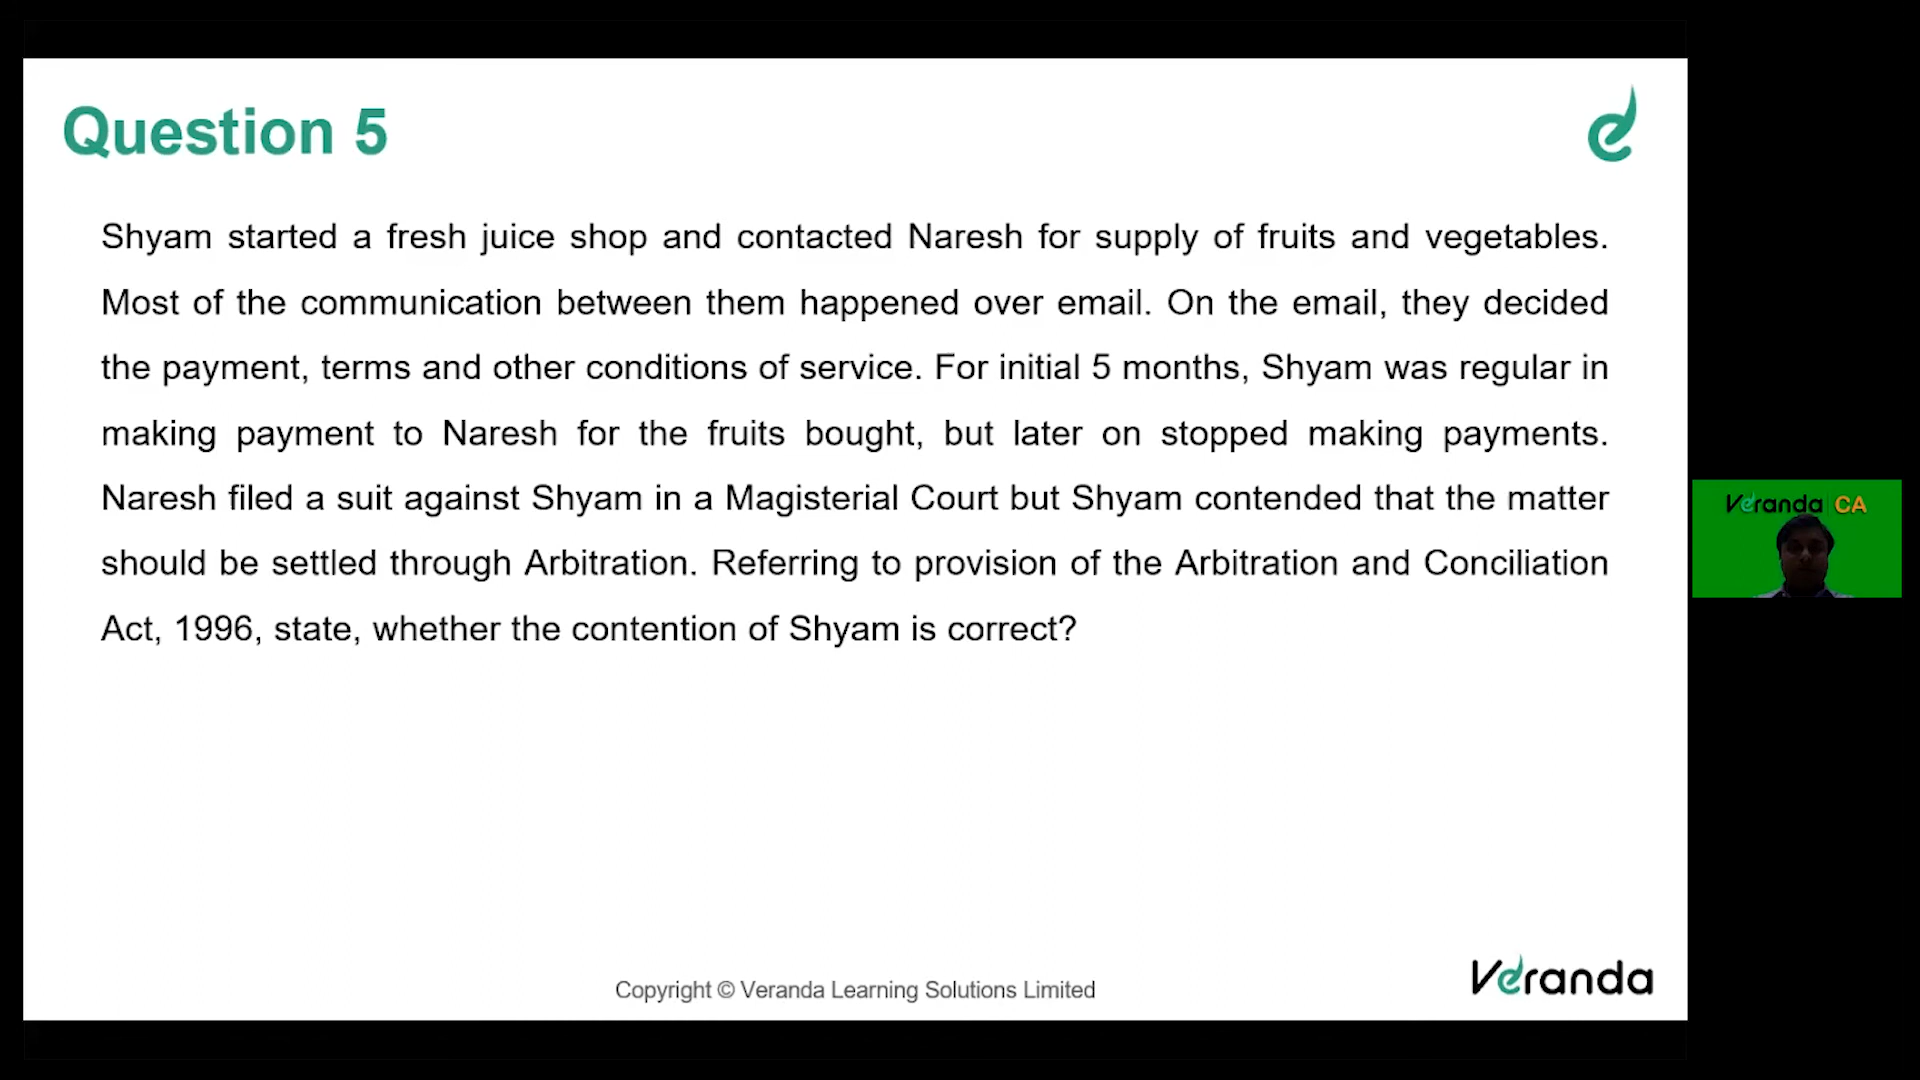 Question 5
Shyam started a fresh juice shop and contacted Naresh for supply of fruits and vegetables.
Most of the communication between them happened over email. On the email, they decided
the payment, terms and other conditions of service. For initial 5 months, Shyam was regular in
making payment to Naresh for the fruits bought, but later on stopped making payments.
Naresh filed a suit against Shyam in a Magisterial Court but Shyam contended that the matter
should be settled through Arbitration. Referring to provision of the Arbitration and Conciliation
Act, 1996, state, whether the contention of Shyam is correct?
Veranda CA
Copyright © Veranda Learning Solutions Limited
Veranda